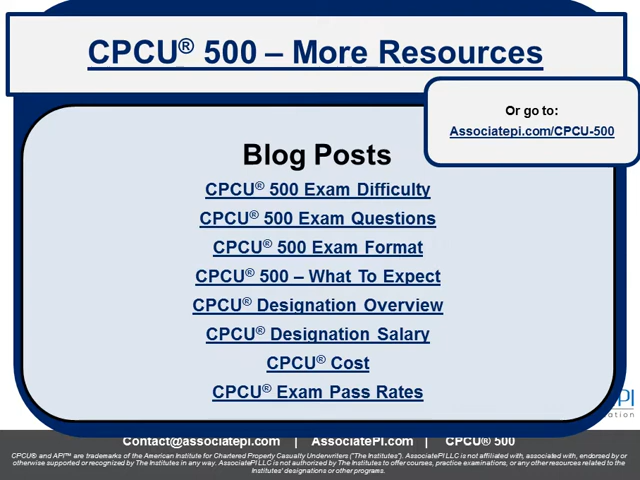 CPCU® 500 – More Resources
Or go to:
Associatepi.com/CPCU-500
Blog Posts
CPCU® 500 Exam Difficulty
CPCU® 500 Exam Questions
CPCU® 500 Exam Format
CPCU® 500 – What To Expect
CPCU® Designation Overview
CPCU® Designation Salary
CPCU® Cost
CPCU® Exam Pass Rates
PI
ation
Contact@associatepi.com | AssociatePI.com | CPCU® 500
CPCU® and API™ are trademarks of the American Institute for Chartered Property Casualty Underwriters ("The Institutes"). AssociatePI LLC is not affiliated with, associated with, endorsed by or
otherwise supported or recognized by The Institutes in any way. AssociatePI LLC is not authorized by The Institutes to offer courses, practice examinations, or any other resources related to the
Institutes' designations or other programs.